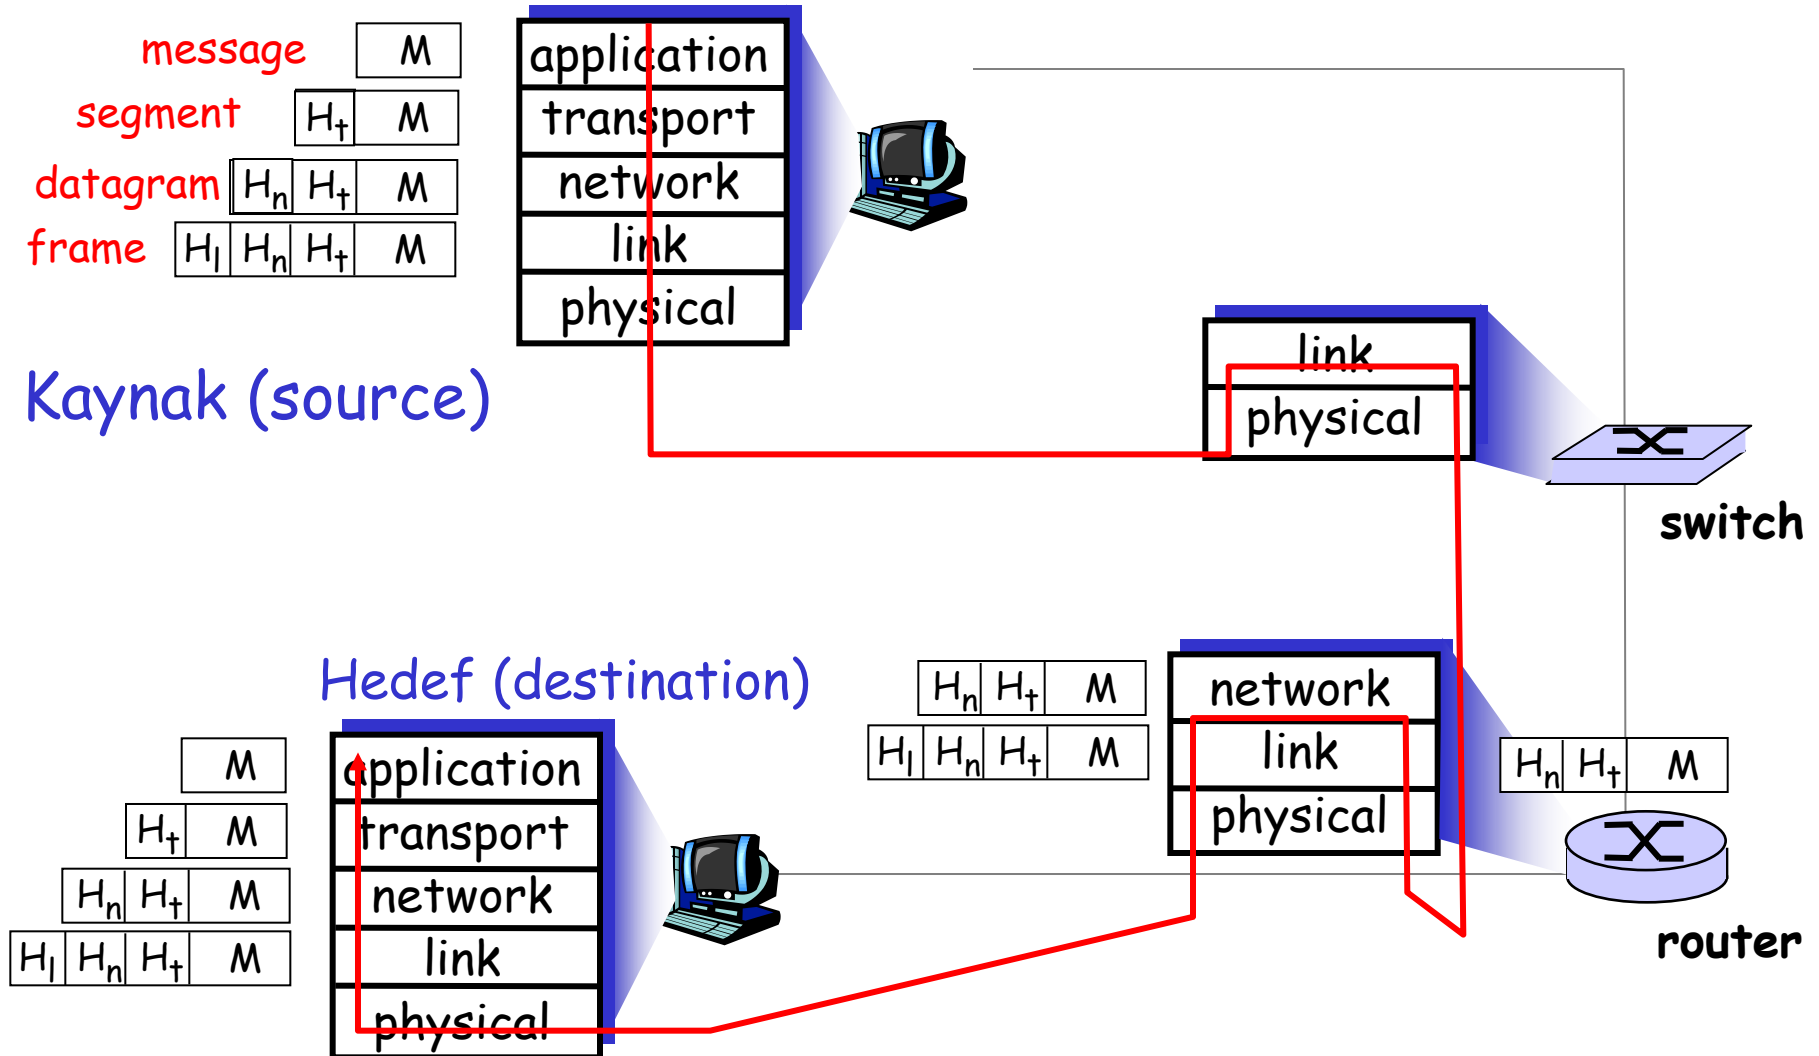 message M
segment Ht M
datagram Hn Ht M
frame Hl Hn Ht M
application
transport
network
link
physical
Kaynak (source)
link
physical
switch
Hedef (destination)
M
Ht M
Hn Ht M
Hl Hn Ht M
application
transport
network
link
physical
Hn Ht M
Hl Hn Ht M
network
link
physical
Hn Ht M
router